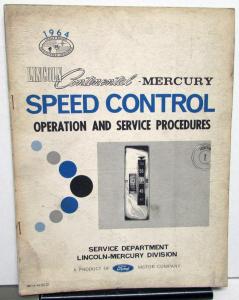 1964
LINCOLN Continental - MERCURY
SPEED CONTROL
OPERATION AND SERVICE PROCEDURES
SERVICE DEPARTMENT
LINCOLN-MERCURY DIVISION
A PRODUCT OF Ford MOTOR COMPANY